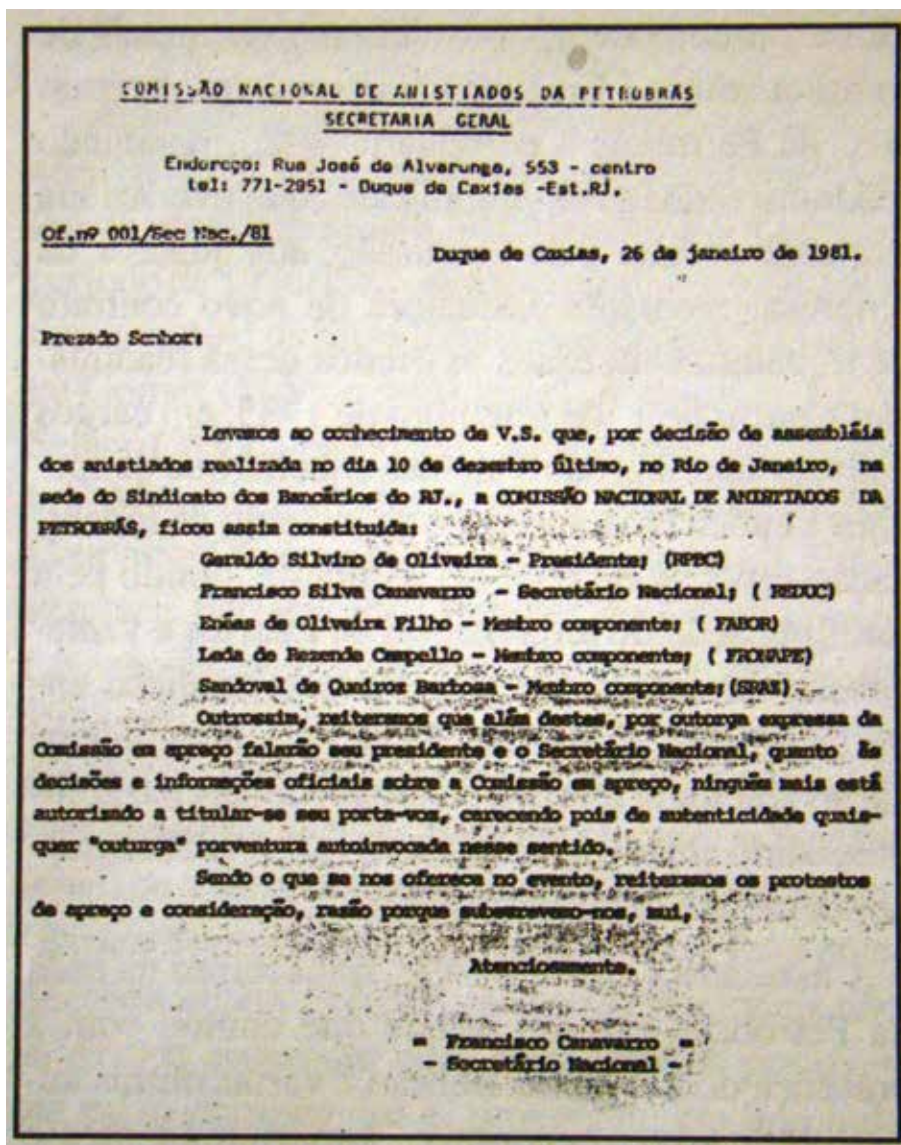 COMISSÃO NACIONAL DE ANISTIADOS DA PETROBRÁS
SECRETARIA GERAL
Endereço: Rua José de Alvarenga, 553 - centro
tel: 771-2951 - Duque de Caxias -Est.RJ.
Of.nº 001/Sec Nac./81
Duque de Caxias, 26 de janeiro de 1981.
Prezado Senhor:
Levamos ao conhecimento de V.S. que, por decisão de assembléia
dos anistiados realizada no dia 10 de dezembro último, no Rio de Janeiro, na
sede do Sindicato dos Bancários do RJ., a COMISSÃO NACIONAL DE ANISTIADOS DA
PETROBRÁS, ficou assim constituida:
Geraldo Silvino de Oliveira - Presidente; (RPBC)
Francisco Silva Canavarro - Secretário Nacional; ( REDUC)
Enéas de Oliveira Filho - Membro componente; ( FABOR)
Leda de Rezende Campello - Membro componente; ( FRONAPE)
Sandoval de Queiroz Barbosa - Membro componente;
Outrossim, reiteramos que além destes, por outorga expressa da
Comissão em apreço falarão seu presidente e o Secretário Nacional, quanto às
decisões e informações oficiais sobre a Comissão em apreço, ninguém mais está
autorizado a titular-se seu porta-voz, carecendo pois de autenticidade quais-
quer "outurga" porventura autoinvocada nesse sentido.
Sendo o que se nos oferece no evento, reiteramos os protestos
de apreço e consideração, razão porque subscrevemo-nos, mui,
Atenciosamente.
= Francisco Canavarro =
- Secretário Nacional -